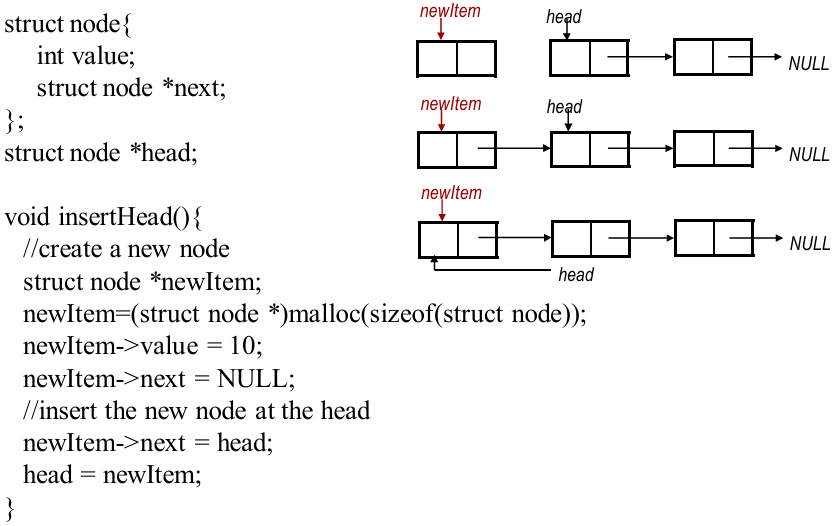 struct node{
int value;
struct node *next;
};
struct node *head;
void insertHead(){
//create a new node
struct node *newItem;
newItem=(struct node *)malloc(sizeof(struct node));
newItem->value = 10;
newItem->next = NULL;
//insert the new node at the head
newItem->next = head;
head = newItem;
}
newItem head
NULL
newItem head
NULL
newItem
NULL
head